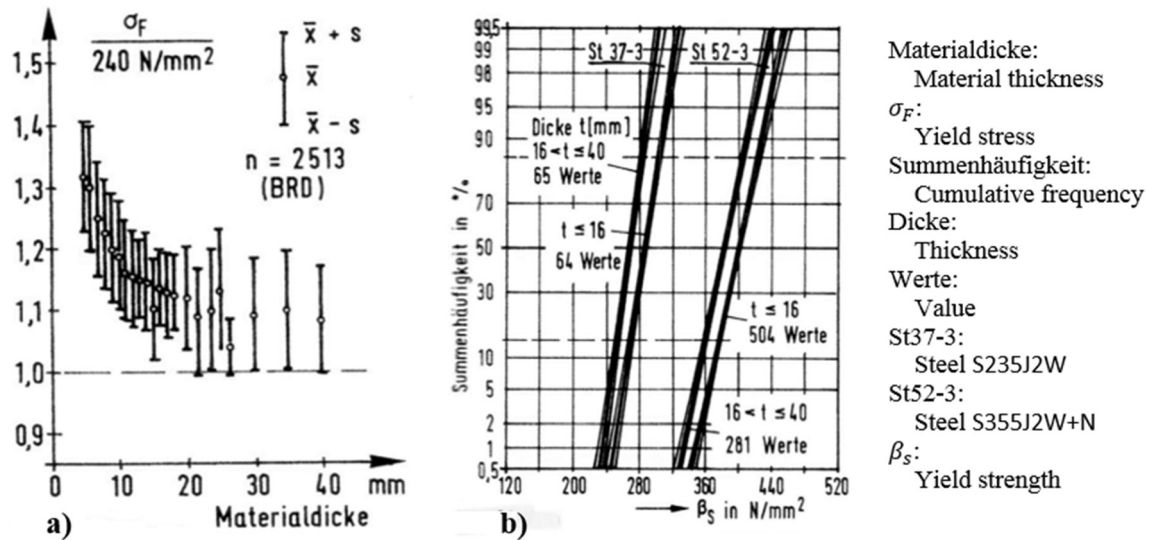 σF
240 N/mm²
x̄ + s
x̄
x̄ – s
n = 2513
(BRD)
1,5
1,4
1,3
1,2
1,1
1,0
0,9
0 10 20 30 40 mm
Materialdicke
a)
Summenhäufigkeit in %
99,5
99
98
95
90
70
50
30
10
5
2
1
0,5
St 37-3
St 52-3
Dicke t[mm]
16 < t ≤ 40
65 Werte
t ≤ 16
64 Werte
t ≤ 16
504 Werte
16 < t ≤ 40
281 Werte
120 200 280 360 440 520
βS in N/mm²
b)
Materialdicke:
Material thickness
σF:
Yield stress
Summenhäufigkeit:
Cumulative frequency
Dicke:
Thickness
Werte:
Value
St37-3:
Steel S235J2W
St52-3:
Steel S355J2W+N
βs:
Yield strength